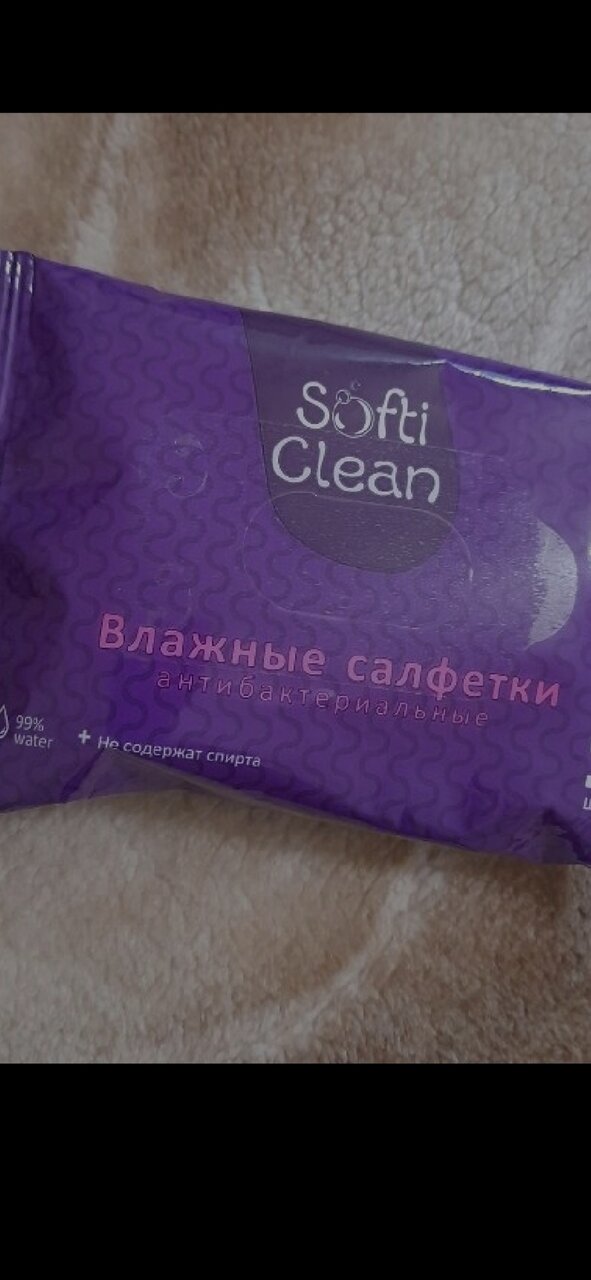 Softi
Clean
Влажные салфетки
антибактериальные
99%
water
+ Не содержат спирта